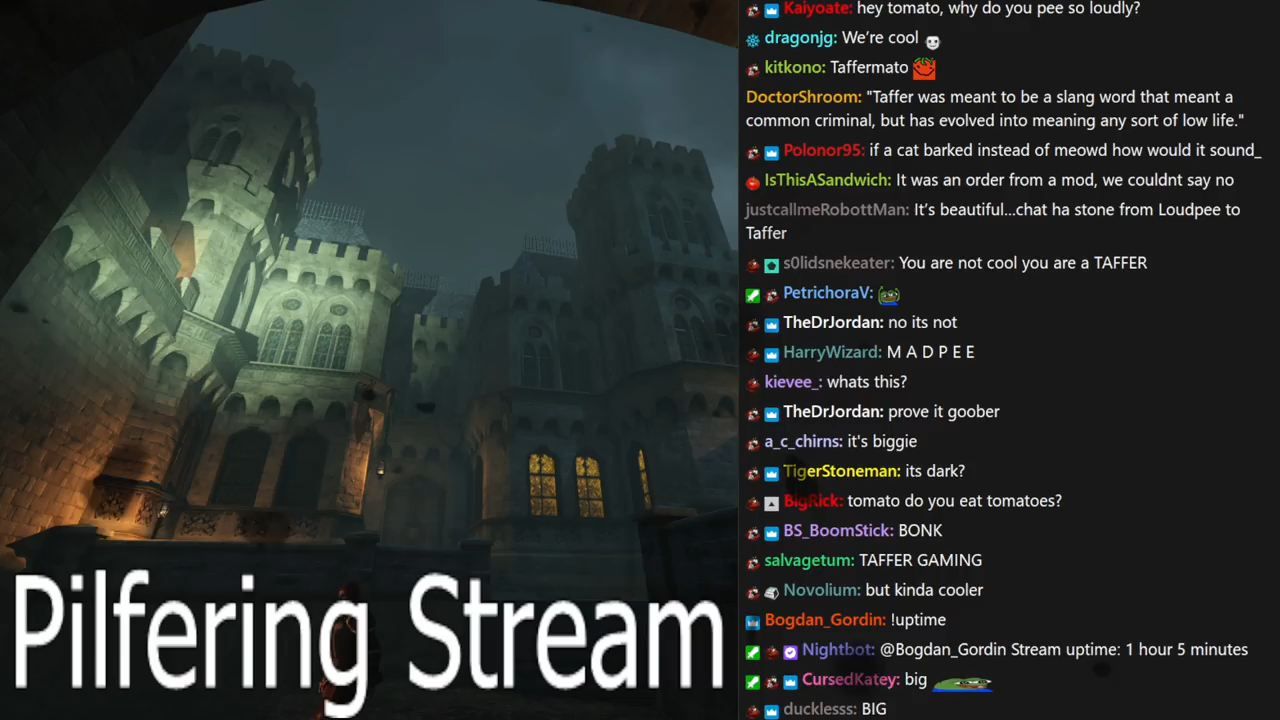 Kaiyoate: hey tomato, why do you pee so loudly?
dragonjg: We're cool
kitkono: Taffermato
DoctorShroom: "Taffer was meant to be a slang word that meant a
common criminal, but has evolved into meaning any sort of low life."
Polonor95: if a cat barked instead of meowd how would it sound_
IsThisASandwich: It was an order from a mod, we couldnt say no
justcallmeRobottMan: It's beautiful...chat ha stone from Loudpee to
Taffer
s0lidsnekeater: You are not cool you are a TAFFER
PetrichoraV:
TheDrJordan: no its not
HarryWizard: M A D P E E
kievee_: whats this?
TheDrJordan: prove it goober
a_c_chirns: it's biggie
TigerStoneman: its dark?
BigRick: tomato do you eat tomatoes?
BS_BoomStick: BONK
salvagetum: TAFFER GAMING
Novolium: but kinda cooler
Bogdan_Gordin: !uptime
Nightbot: @Bogdan_Gordin Stream uptime: 1 hour 5 minutes
CursedKatey: big
ducklesss: BIG
Pilfering Stream